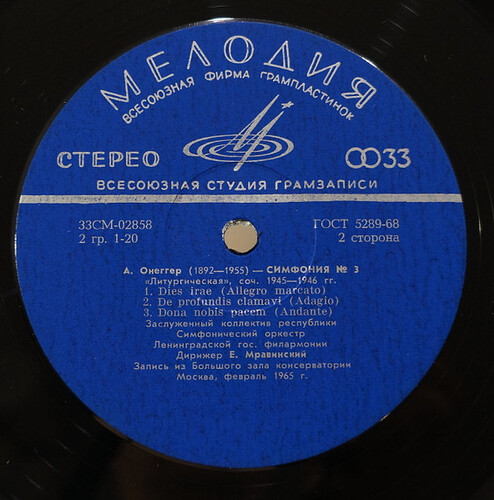 МЕЛОДИЯ
ВСЕСОЮЗНАЯ ФИРМА ГРАМПЛАСТИНОК
СТЕРЕО 33
ВСЕСОЮЗНАЯ СТУДИЯ ГРАМЗАПИСИ
33СМ-02858 ГОСТ 5289-68
2 гр. 1-20 2 сторона
А. Онеггер (1892—1955) — СИМФОНИЯ № 3
«Литургическая», соч. 1945—1946 гг.
1. Dies irae (Allegro marcato)
2. De profundis clamavi (Adagio)
3. Dona nobis pacem (Andante)
Заслуженный коллектив республики
Симфонический оркестр
Ленинградской гос. филармонии
Дирижер Е. Мравинский
Запись из Большого зала консерватории
Москва, февраль 1965 г.